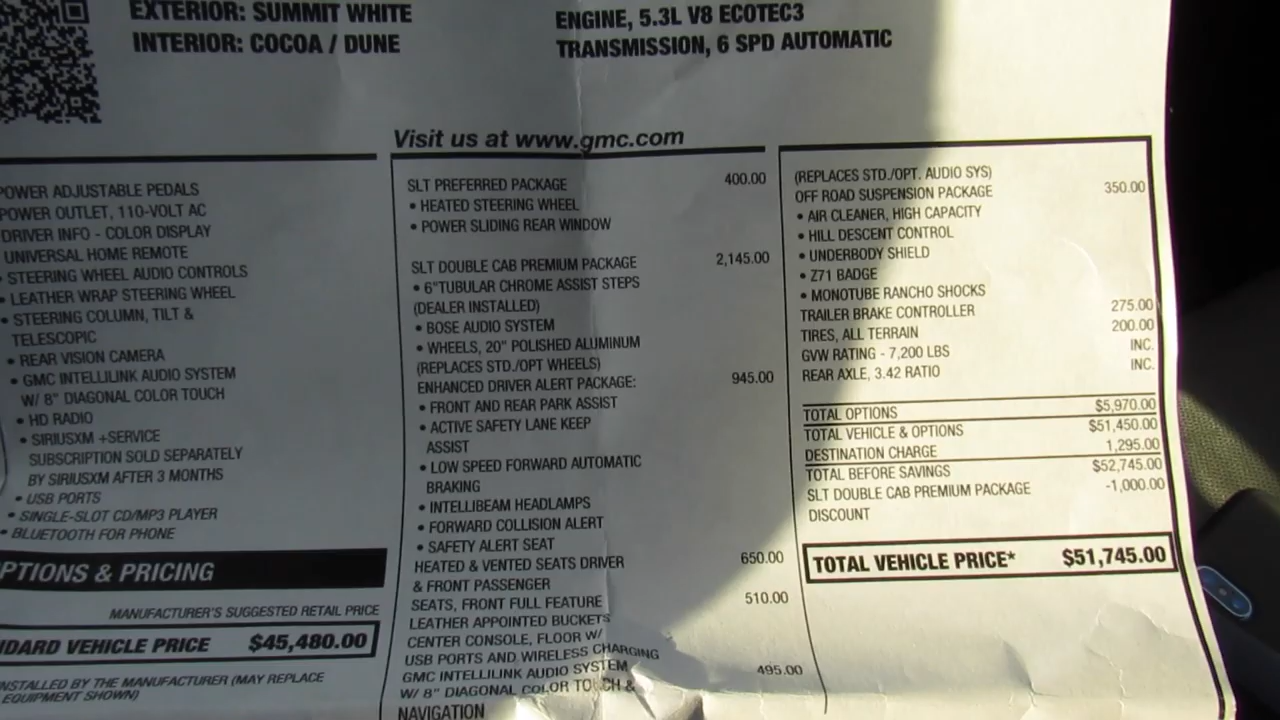 EXTERIOR: SUMMIT WHITE
INTERIOR: COCOA / DUNE
ENGINE, 5.3L V8 ECOTEC3
TRANSMISSION, 6 SPD AUTOMATIC
Visit us at www.gmc.com
POWER ADJUSTABLE PEDALS
POWER OUTLET, 110-VOLT AC
DRIVER INFO - COLOR DISPLAY
UNIVERSAL HOME REMOTE
• STEERING WHEEL AUDIO CONTROLS
• LEATHER WRAP STEERING WHEEL
• STEERING COLUMN, TILT &
TELESCOPIC
• REAR VISION CAMERA
• GMC INTELLILINK AUDIO SYSTEM
W/ 8" DIAGONAL COLOR TOUCH
• HD RADIO
• SIRIUSXM +SERVICE
SUBSCRIPTION SOLD SEPARATELY
BY SIRIUSXM AFTER 3 MONTHS
• USB PORTS
• SINGLE-SLOT CD/MP3 PLAYER
• BLUETOOTH FOR PHONE
PTIONS & PRICING
MANUFACTURER'S SUGGESTED RETAIL PRICE
NDARD VEHICLE PRICE $45,480.00
INSTALLED BY THE MANUFACTURER (MAY REPLACE
EQUIPMENT SHOWN)
SLT PREFERRED PACKAGE 400.00
• HEATED STEERING WHEEL
• POWER SLIDING REAR WINDOW
SLT DOUBLE CAB PREMIUM PACKAGE 2,145.00
• 6"TUBULAR CHROME ASSIST STEPS
(DEALER INSTALLED)
• BOSE AUDIO SYSTEM
• WHEELS, 20" POLISHED ALUMINUM
(REPLACES STD./OPT WHEELS)
ENHANCED DRIVER ALERT PACKAGE: 945.00
• FRONT AND REAR PARK ASSIST
• ACTIVE SAFETY LANE KEEP
ASSIST
• LOW SPEED FORWARD AUTOMATIC
BRAKING
• INTELLIBEAM HEADLAMPS
• FORWARD COLLISION ALERT
• SAFETY ALERT SEAT
HEATED & VENTED SEATS DRIVER 650.00
& FRONT PASSENGER
SEATS, FRONT FULL FEATURE 510.00
LEATHER APPOINTED BUCKETS
CENTER CONSOLE, FLOOR W/
USB PORTS AND WIRELESS CHARGING
GMC INTELLILINK AUDIO SYSTEM 495.00
W/ 8" DIAGONAL COLOR TOUCH &
NAVIGATION
(REPLACES STD./OPT. AUDIO SYS)
OFF ROAD SUSPENSION PACKAGE 350.00
• AIR CLEANER, HIGH CAPACITY
• HILL DESCENT CONTROL
• UNDERBODY SHIELD
• Z71 BADGE
• MONOTUBE RANCHO SHOCKS
TRAILER BRAKE CONTROLLER 275.00
TIRES, ALL TERRAIN 200.00
GVW RATING - 7,200 LBS INC.
REAR AXLE, 3.42 RATIO INC.
TOTAL OPTIONS $5,970.00
TOTAL VEHICLE & OPTIONS $51,450.00
DESTINATION CHARGE 1,295.00
TOTAL BEFORE SAVINGS $52,745.00
SLT DOUBLE CAB PREMIUM PACKAGE -1,000.00
DISCOUNT
TOTAL VEHICLE PRICE* $51,745.00